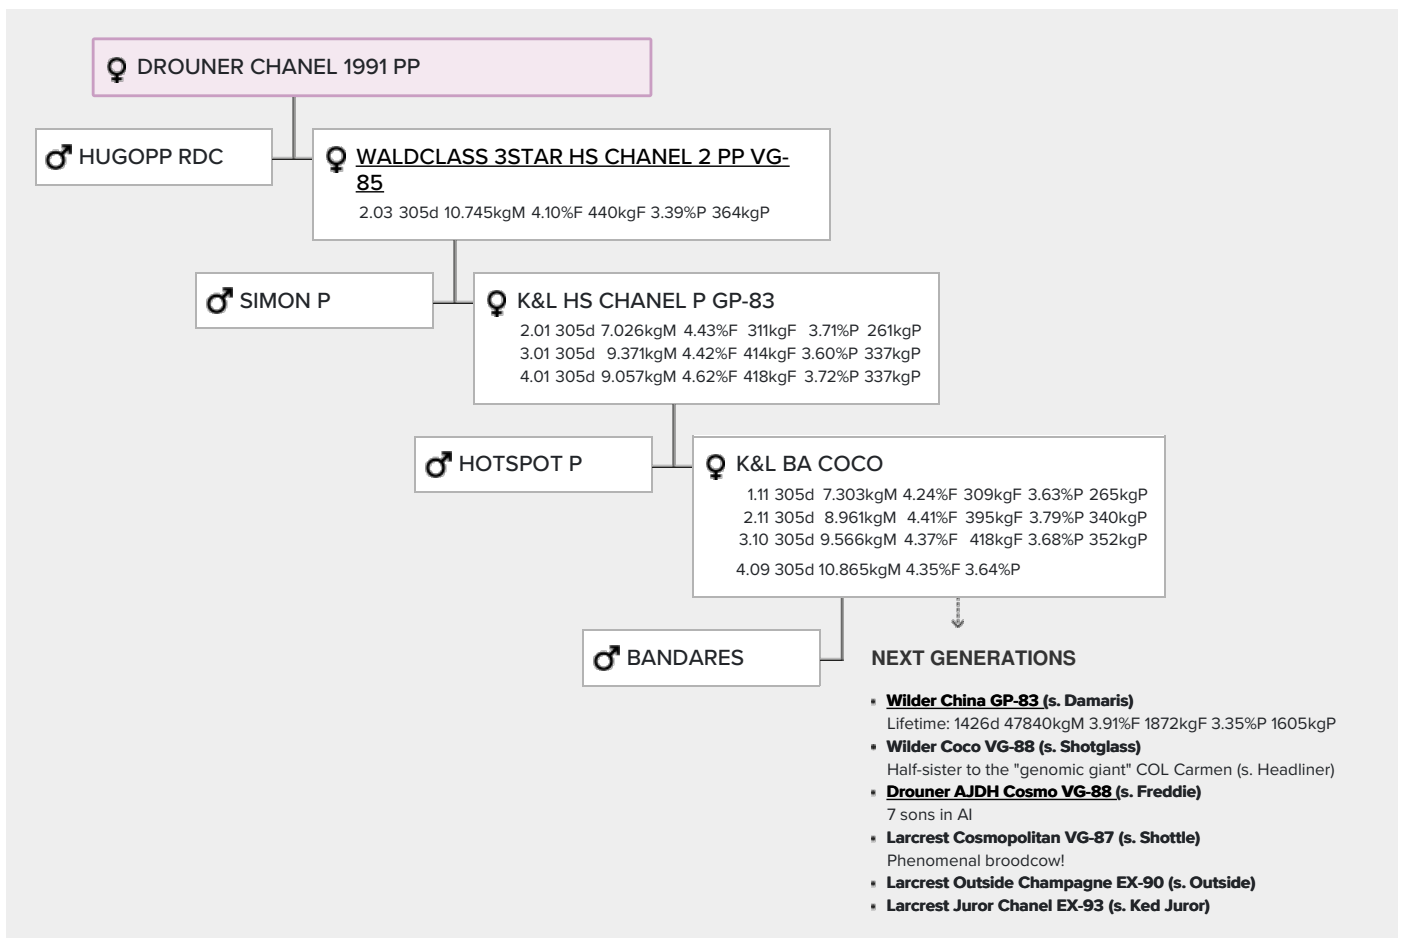 DROUNER CHANEL 1991 PP
HUGOPP RDC
WALDCLASS 3STAR HS CHANEL 2 PP VG-
85
2.03 305d 10.745kgM 4.10%F 440kgF 3.39%P 364kgP
SIMON P
K&L HS CHANEL P GP-83
2.01 305d 7.026kgM 4.43%F 311kgF 3.71%P 261kgP
3.01 305d 9.371kgM 4.42%F 414kgF 3.60%P 337kgP
4.01 305d 9.057kgM 4.62%F 418kgF 3.72%P 337kgP
HOTSPOT P
K&L BA COCO
1.11 305d 7.303kgM 4.24%F 309kgF 3.63%P 265kgP
2.11 305d 8.961kgM 4.41%F 395kgF 3.79%P 340kgP
3.10 305d 9.566kgM 4.37%F 418kgF 3.68%P 352kgP
4.09 305d 10.865kgM 4.35%F 3.64%P
BANDARES
NEXT GENERATIONS
Wilder China GP-83 (s. Damaris)
Lifetime: 1426d 47840kgM 3.91%F 1872kgF 3.35%P 1605kgP
Wilder Coco VG-88 (s. Shotglass)
Half-sister to the "genomic giant" COL Carmen (s. Headliner)
Drouner AJDH Cosmo VG-88 (s. Freddie)
7 sons in AI
Larcrest Cosmopolitan VG-87 (s. Shottle)
Phenomenal broodcow!
Larcrest Outside Champagne EX-90 (s. Outside)
Larcrest Juror Chanel EX-93 (s. Ked Juror)